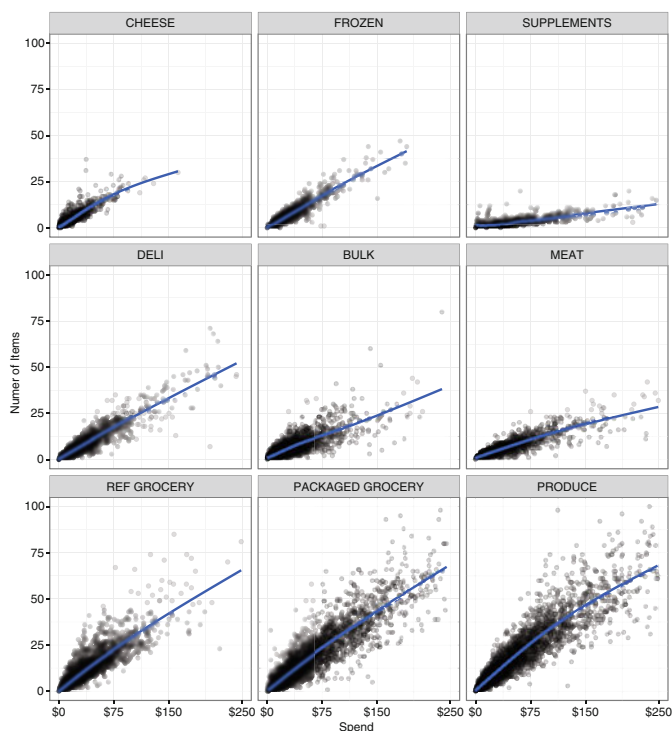 CHEESE FROZEN SUPPLEMENTS
100
75
50
25
0
DELI BULK MEAT
100
75
50
25
0
Numer of Items
REF GROCERY PACKAGED GROCERY PRODUCE
100
75
50
25
0
$0 $75 $150 $250 $0 $75 $150 $250 $0 $75 $150 $250
Spend